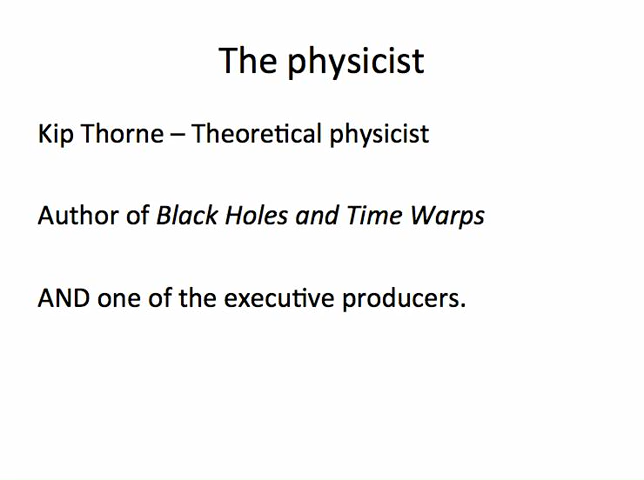 The physicist
Kip Thorne – Theoretical physicist
Author of Black Holes and Time Warps
AND one of the executive producers.